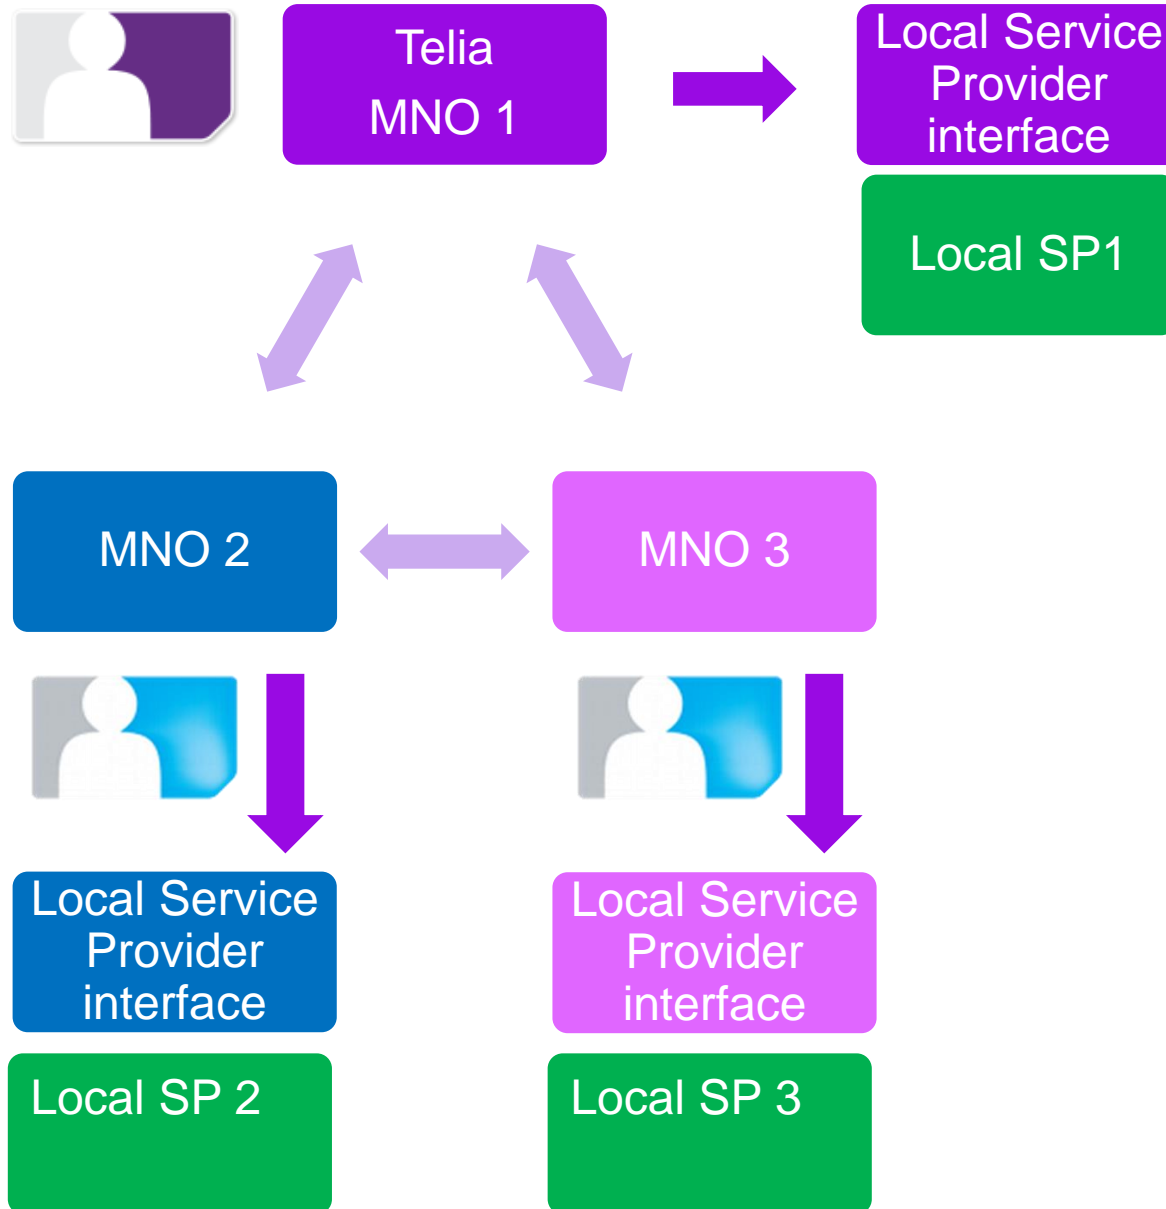 Telia
MNO 1
Local Service
Provider
interface
Local SP1
MNO 2
MNO 3
Local Service
Provider
interface
Local Service
Provider
interface
Local SP 2
Local SP 3